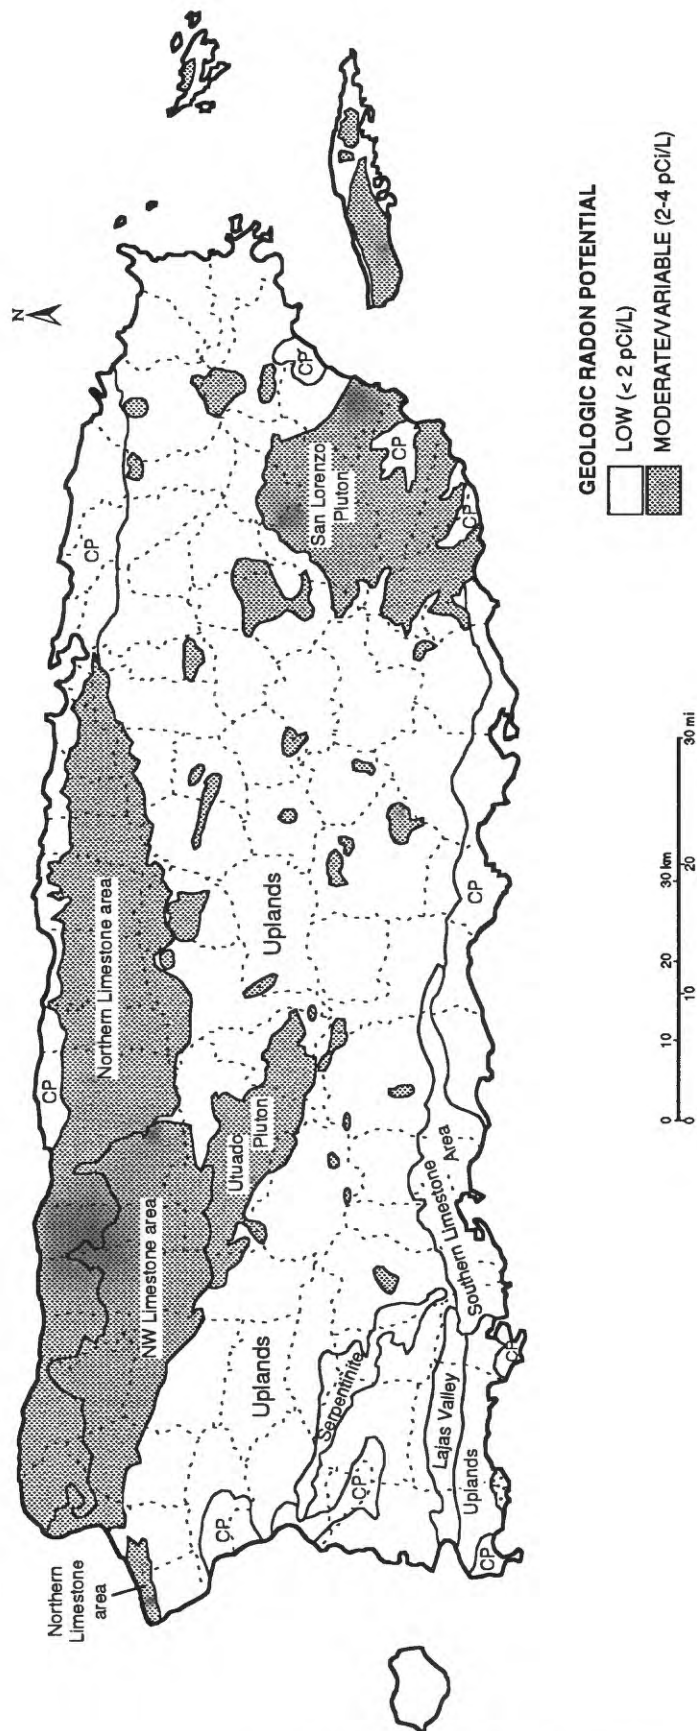 N
CP
CP
Northern Limestone area
NW Limestone area
Northern
Limestone
area
Utuado
Pluton
Uplands
Uplands
San Lorenzo
Pluton
CP
CP
CP
CP
CP
Serpentinite
CP
Lajas Valley
Uplands
CP
Southern Limestone
Area
CP
CP
GEOLOGIC RADON POTENTIAL
LOW (< 2 pCi/L)
MODERATE/VARIABLE (2-4 pCi/L)
0 10 20 30 km
0 10 20 30 mi